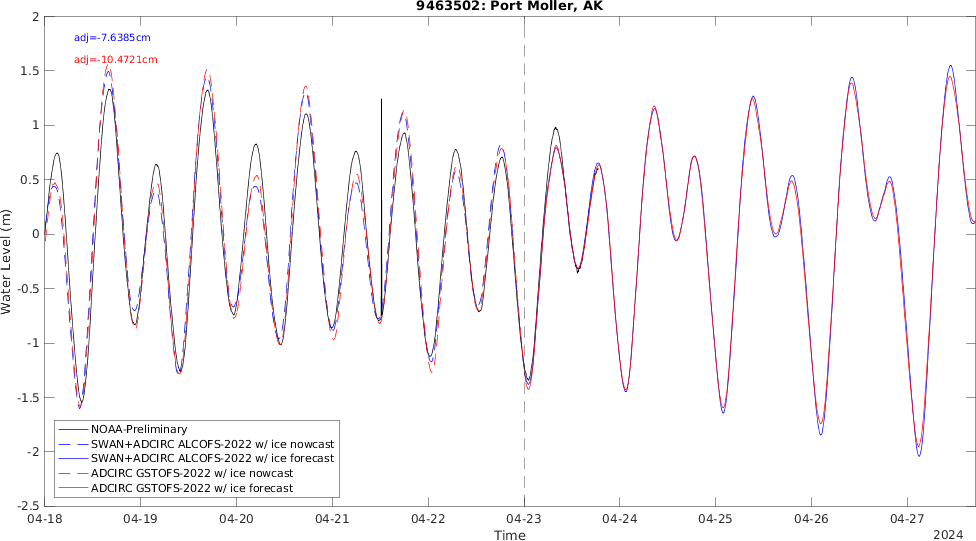 9463502: Port Moller, AK
adj=-7.6385cm
adj=-10.4721cm
2
1.5
1
0.5
0
-0.5
-1
-1.5
-2
-2.5
Water Level (m)
NOAA-Preliminary
SWAN+ADCIRC ALCOFS-2022 w/ ice nowcast
SWAN+ADCIRC ALCOFS-2022 w/ ice forecast
ADCIRC GSTOFS-2022 w/ ice nowcast
ADCIRC GSTOFS-2022 w/ ice forecast
04-18 04-19 04-20 04-21 04-22 04-23 04-24 04-25 04-26 04-27
Time
2024